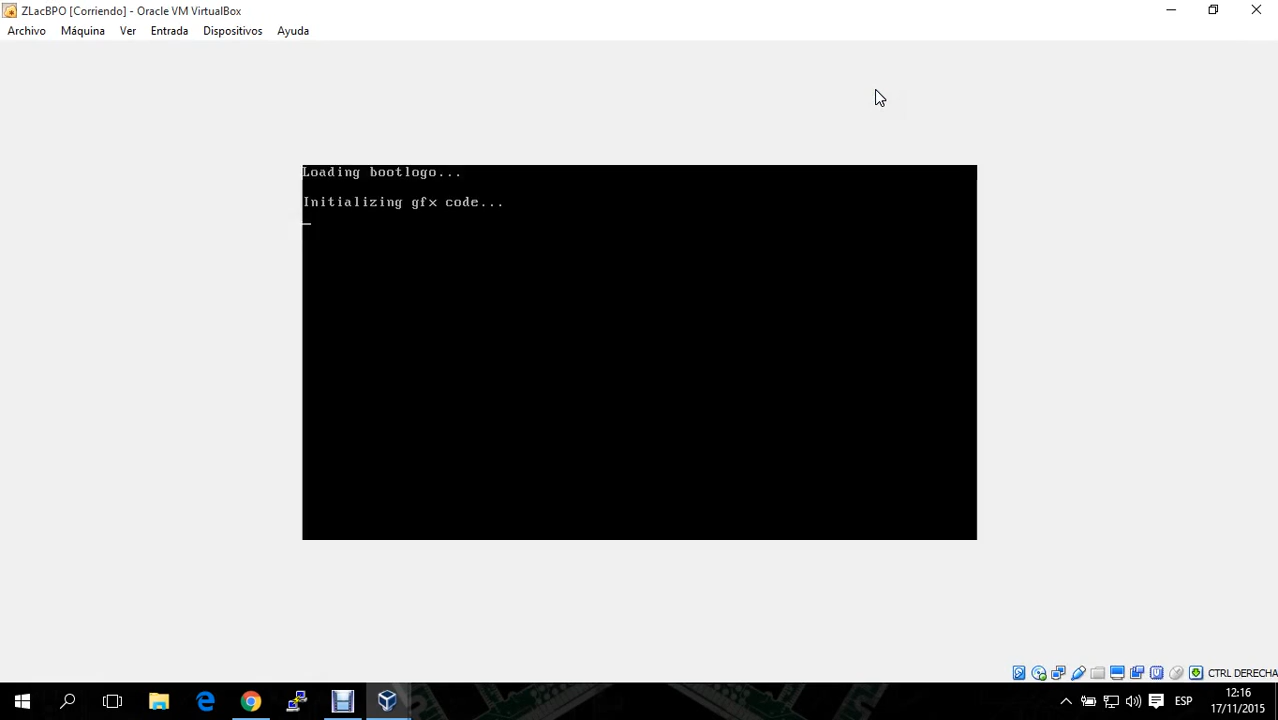 ZLacBPO [Corriendo] - Oracle VM VirtualBox
Archivo Máquina Ver Entrada Dispositivos Ayuda
Loading bootlogo...
Initializing gfx code...
CTRL DERECHA
ESP
12:16
17/11/2015